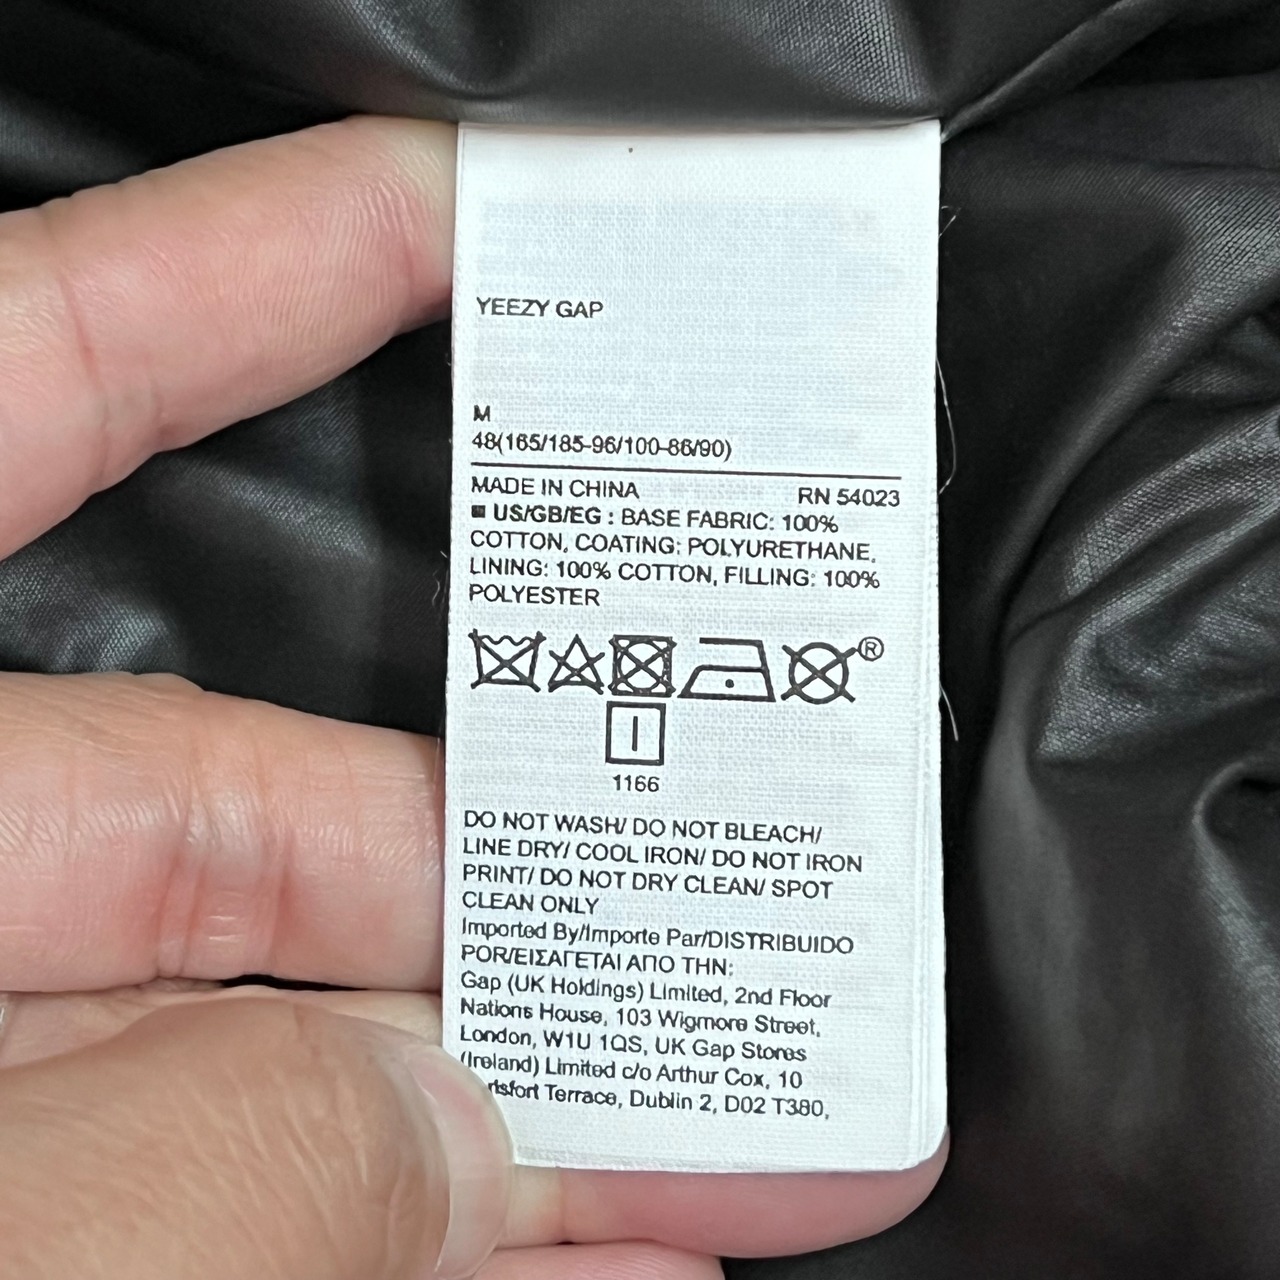 YEEZY GAP
M
48(165/185-96/100-86/90)
MADE IN CHINA RN 54023
■ US/GB/EG : BASE FABRIC: 100%
COTTON, COATING: POLYURETHANE,
LINING: 100% COTTON, FILLING: 100%
POLYESTER
®
1166
DO NOT WASH/ DO NOT BLEACH/
LINE DRY/ COOL IRON/ DO NOT IRON
PRINT/ DO NOT DRY CLEAN/ SPOT
CLEAN ONLY
Imported By/Importe Par/DISTRIBUIDO
POR/ΕΙΣΑΓΕΤΑΙ ΑΠΟ ΤΗΝ:
Gap (UK Holdings) Limited, 2nd Floor
Nations House, 103 Wigmore Street,
London, W1U 1QS, UK Gap Stores
(Ireland) Limited c/o Arthur Cox, 10
Terrace, Dublin 2, D02 T380,